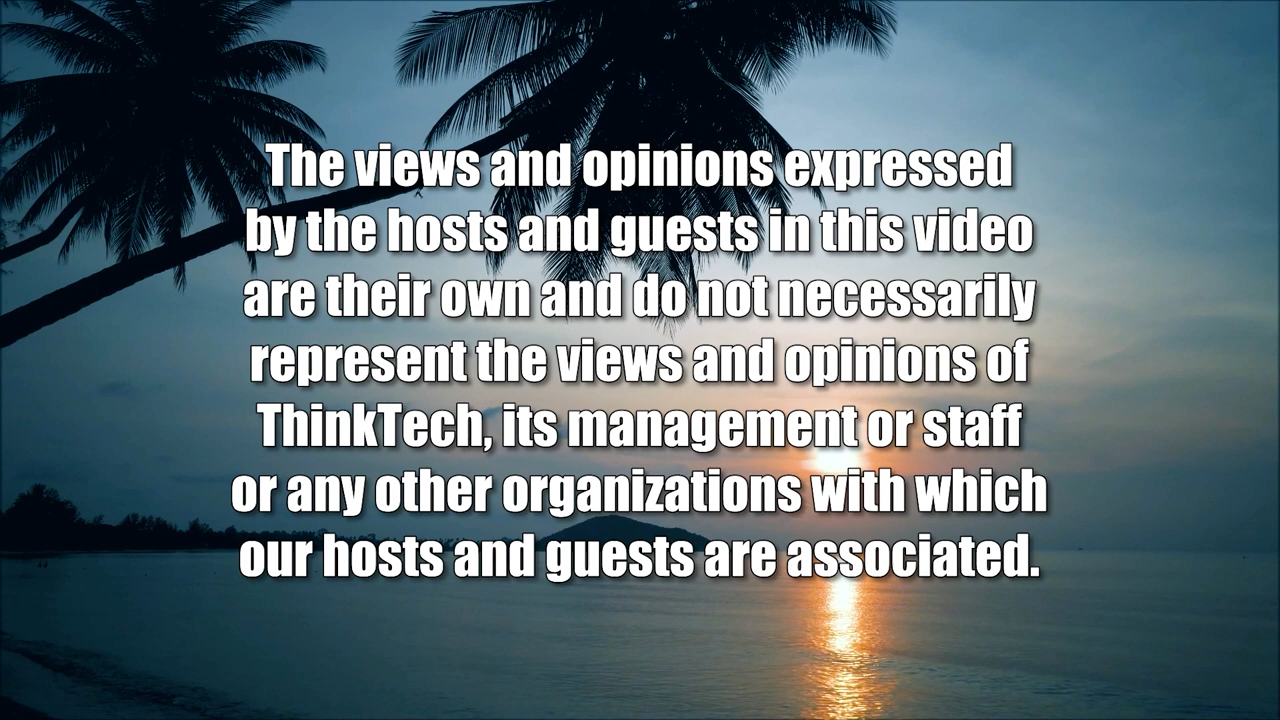 The views and opinions expressed
by the hosts and guests in this video
are their own and do not necessarily
represent the views and opinions of
ThinkTech, its management or staff
or any other organizations with which
our hosts and guests are associated.